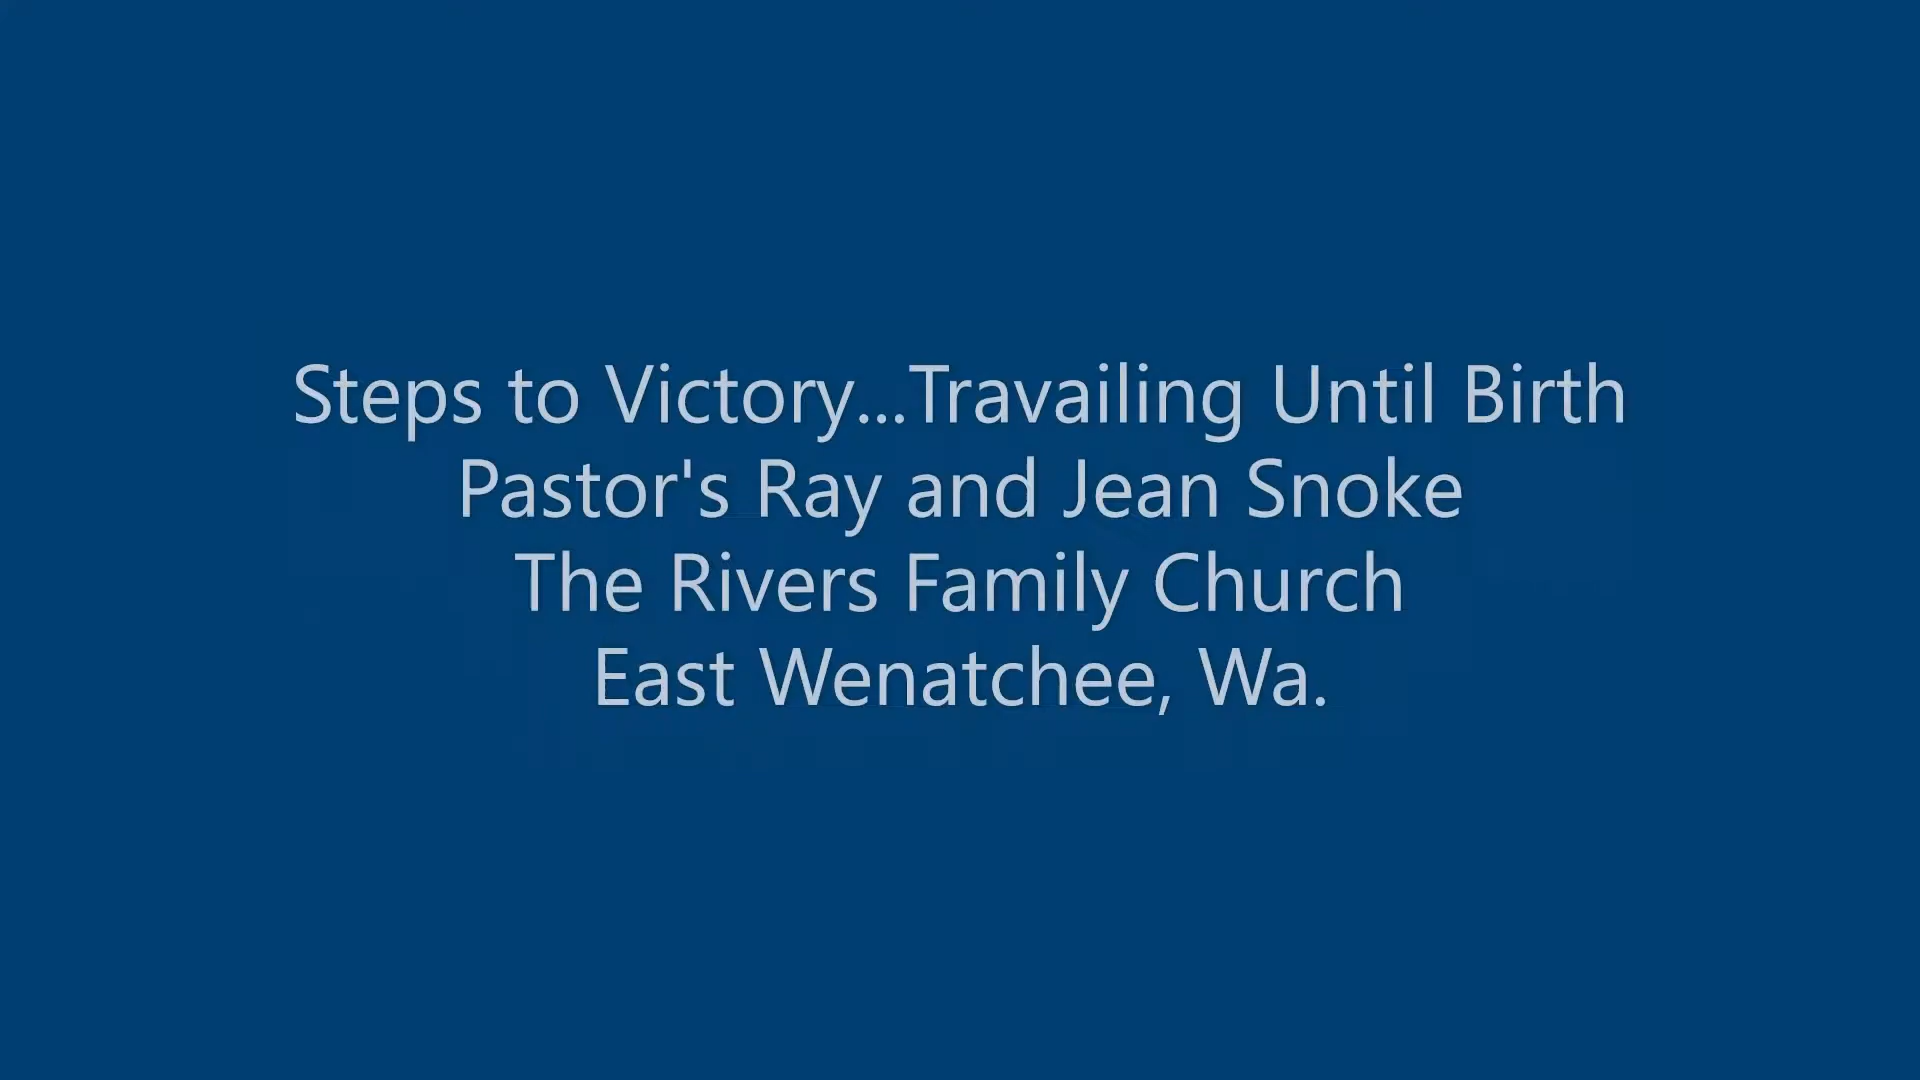 Steps to Victory...Travailing Until Birth
Pastor's Ray and Jean Snoke
The Rivers Family Church
East Wenatchee, Wa.